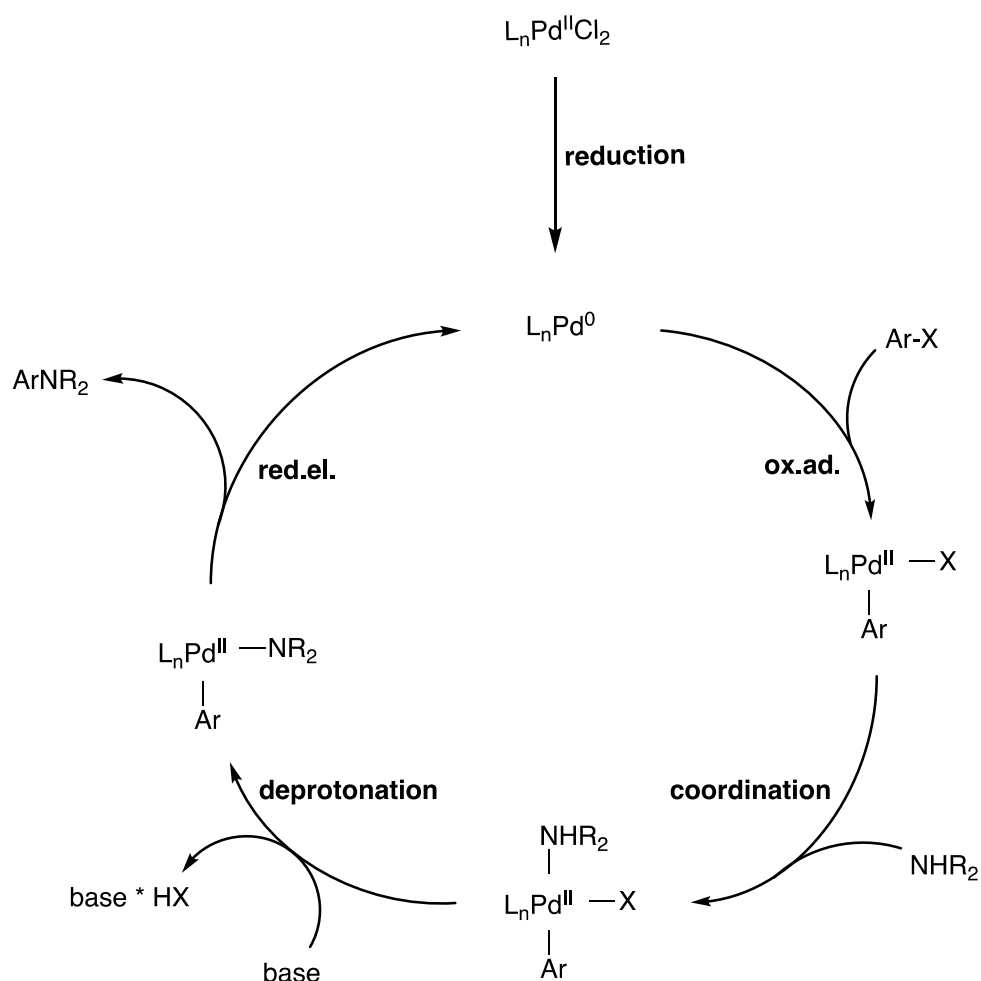 LₙPdᴵᴵCl₂
reduction
LₙPd⁰
Ar-X
ArNR₂
red.el.
ox.ad.
LₙPdᴵᴵ—X
Ar
LₙPdᴵᴵ—NR₂
Ar
deprotonation
coordination
NHR₂
NHR₂
base * HX
LₙPdᴵᴵ—X
Ar
base